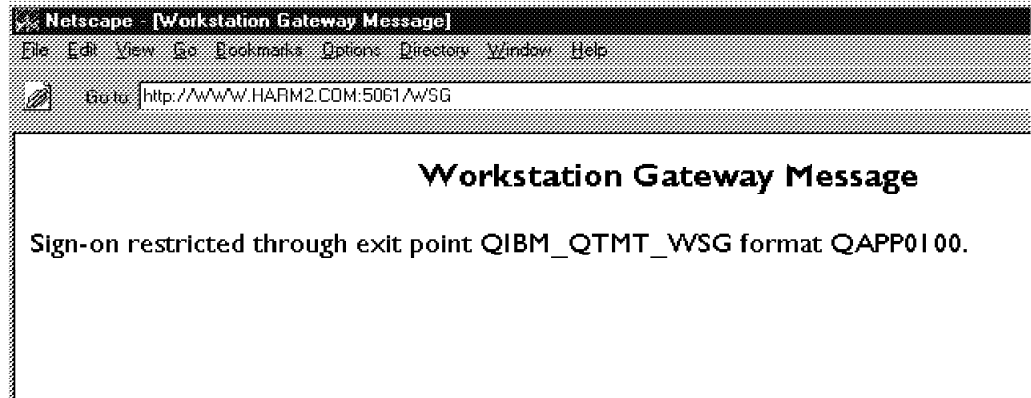 Netscape - [Workstation Gateway Message]
File Edit View Go Bookmarks Options Directory Window Help
Go to: http://WWW.HARM2.COM:5061/WSG
Workstation Gateway Message
Sign-on restricted through exit point QIBM_QTMT_WSG format QAPP0100.